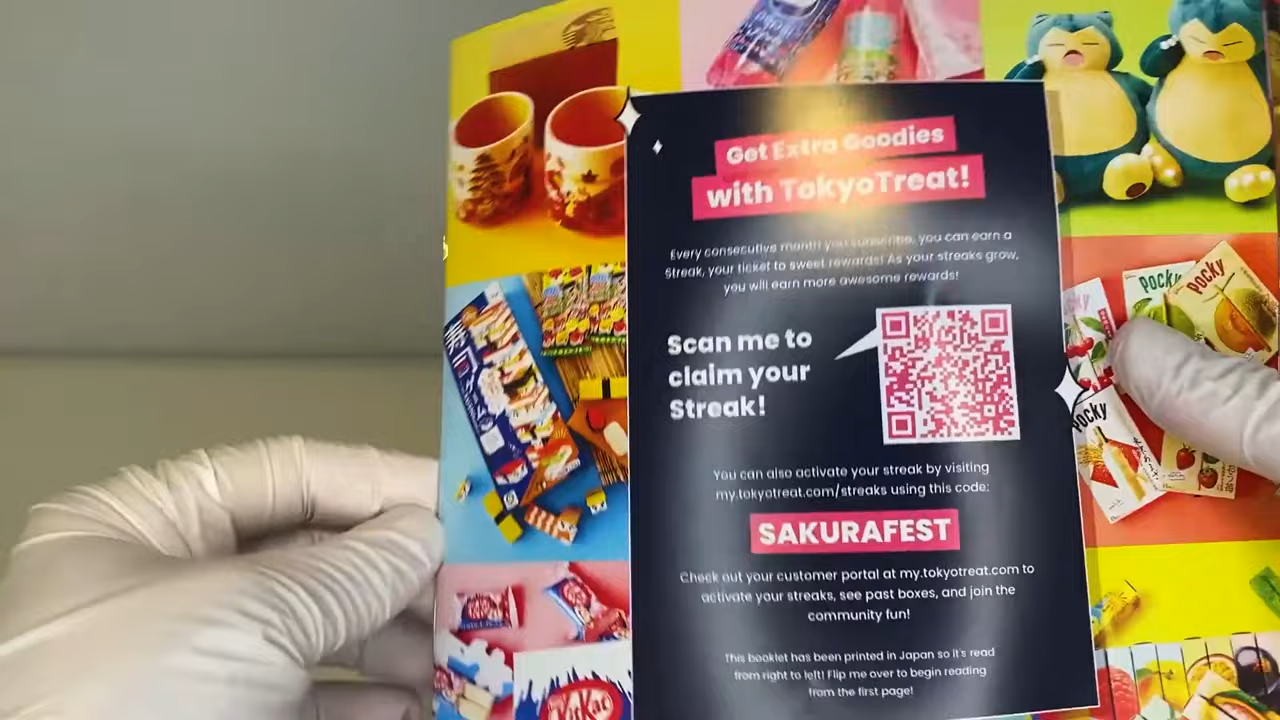 Get Extra Goodies
with TokyoTreat!
Every consecutive month you subscribe, you can earn a
Streak, your ticket to sweet rewards! As your streaks grow,
you will earn more awesome rewards!
Scan me to
claim your
Streak!
You can also activate your streak by visiting
my.tokyotreat.com/streaks using this code:
SAKURAFEST
Check out your customer portal at my.tokyotreat.com to
activate your streaks, see past boxes, and join the
community fun!
This booklet has been printed in Japan so it's read
from right to left! Flip me over to begin reading
from the first page!
Pocky
Pocky
Pocky
KitKat